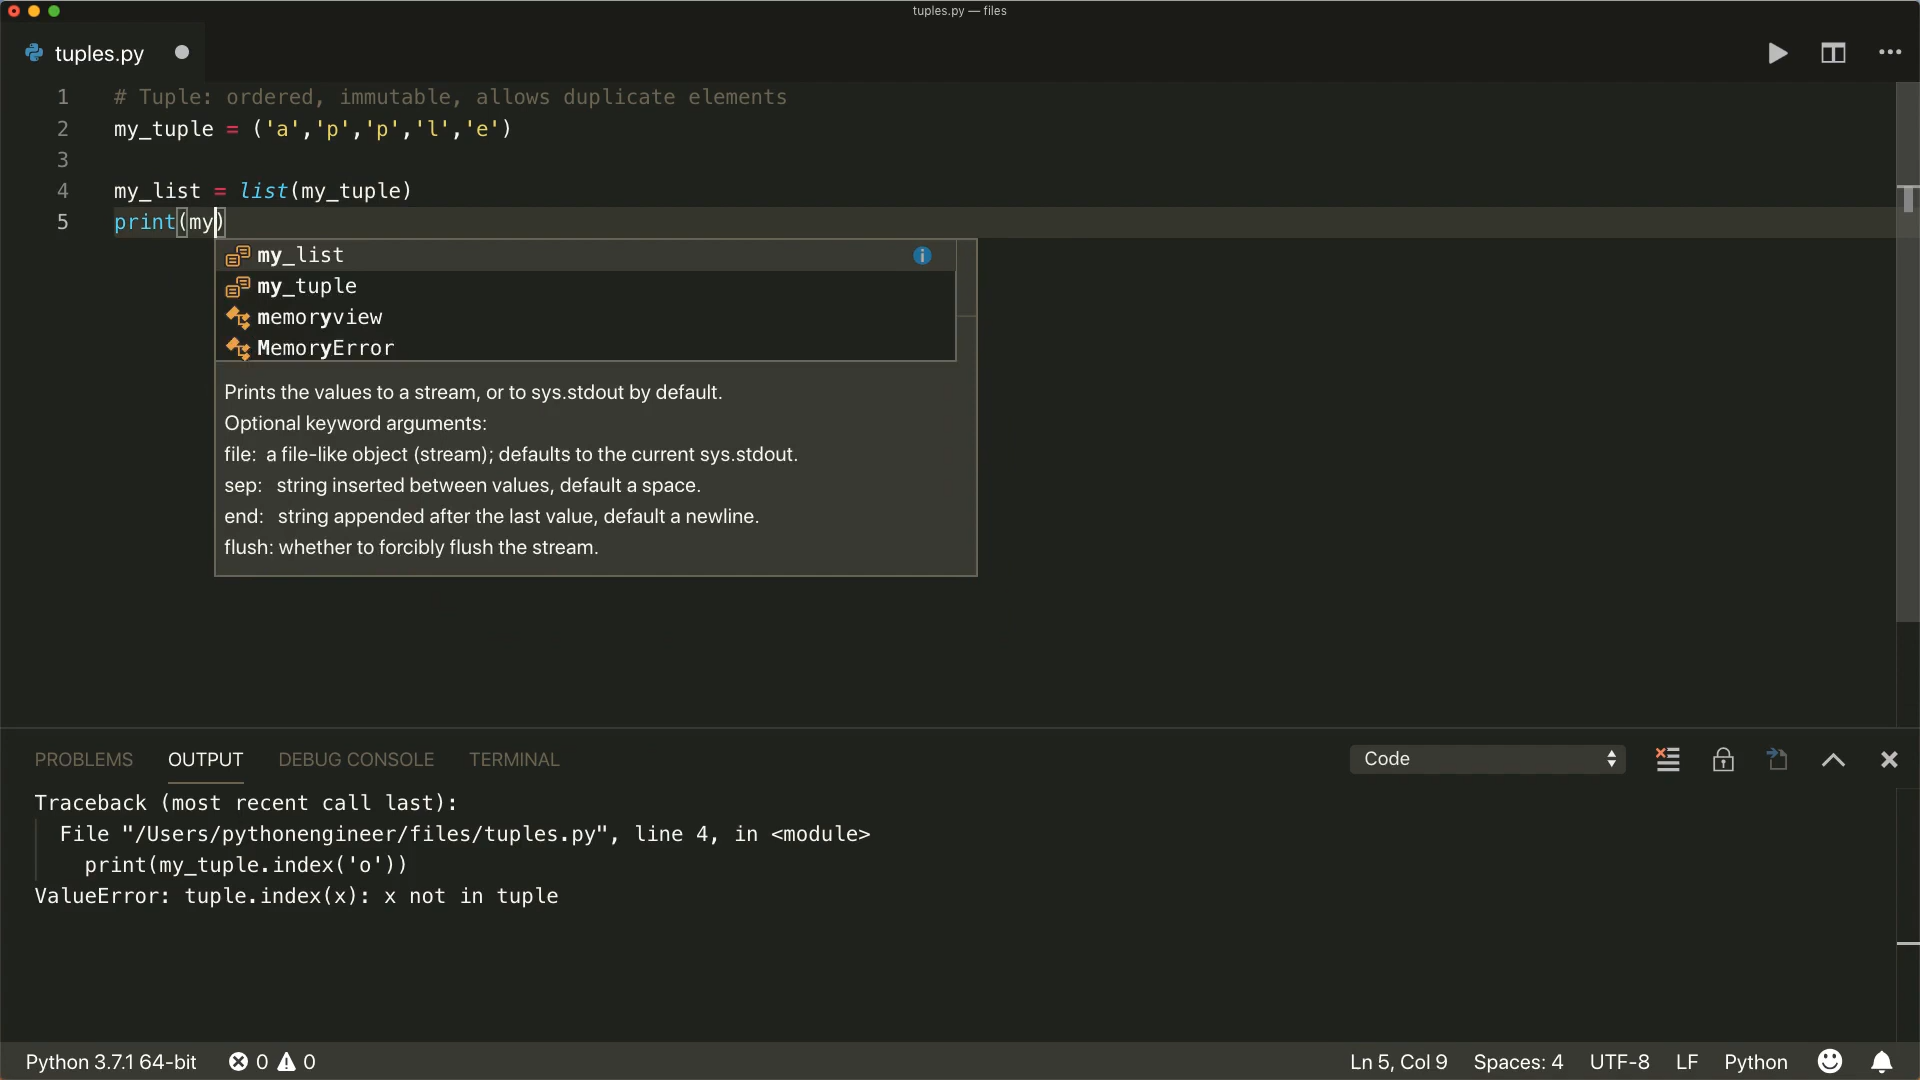 tuples.py — files
tuples.py
1 # Tuple: ordered, immutable, allows duplicate elements
2 my_tuple = ('a','p','p','l','e')
3
4 my_list = list(my_tuple)
5 print(my)
my_list
my_tuple
memoryview
MemoryError
Prints the values to a stream, or to sys.stdout by default.
Optional keyword arguments:
file: a file-like object (stream); defaults to the current sys.stdout.
sep: string inserted between values, default a space.
end: string appended after the last value, default a newline.
flush: whether to forcibly flush the stream.
PROBLEMS OUTPUT DEBUG CONSOLE TERMINAL Code
Traceback (most recent call last):
File "/Users/pythonengineer/files/tuples.py", line 4, in <module>
print(my_tuple.index('o'))
ValueError: tuple.index(x): x not in tuple
Python 3.7.1 64-bit 0 0 Ln 5, Col 9 Spaces: 4 UTF-8 LF Python